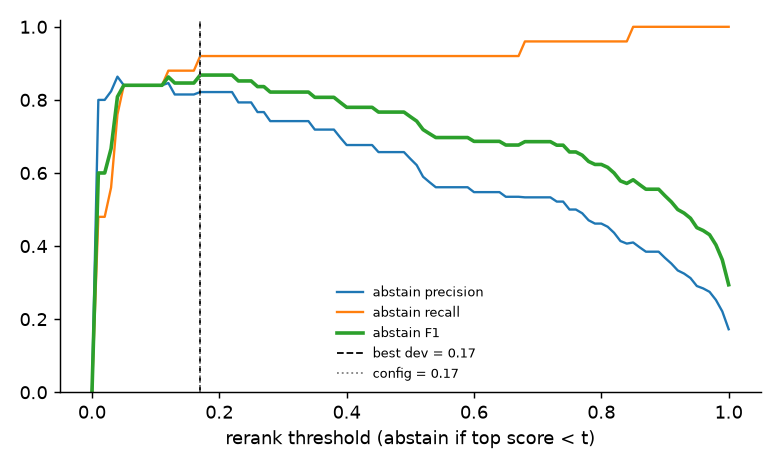 1.0
0.8
0.6
0.4
0.2
0.0
abstain precision
abstain recall
abstain F1
best dev = 0.17
config = 0.17
0.0 0.2 0.4 0.6 0.8 1.0
rerank threshold (abstain if top score < t)